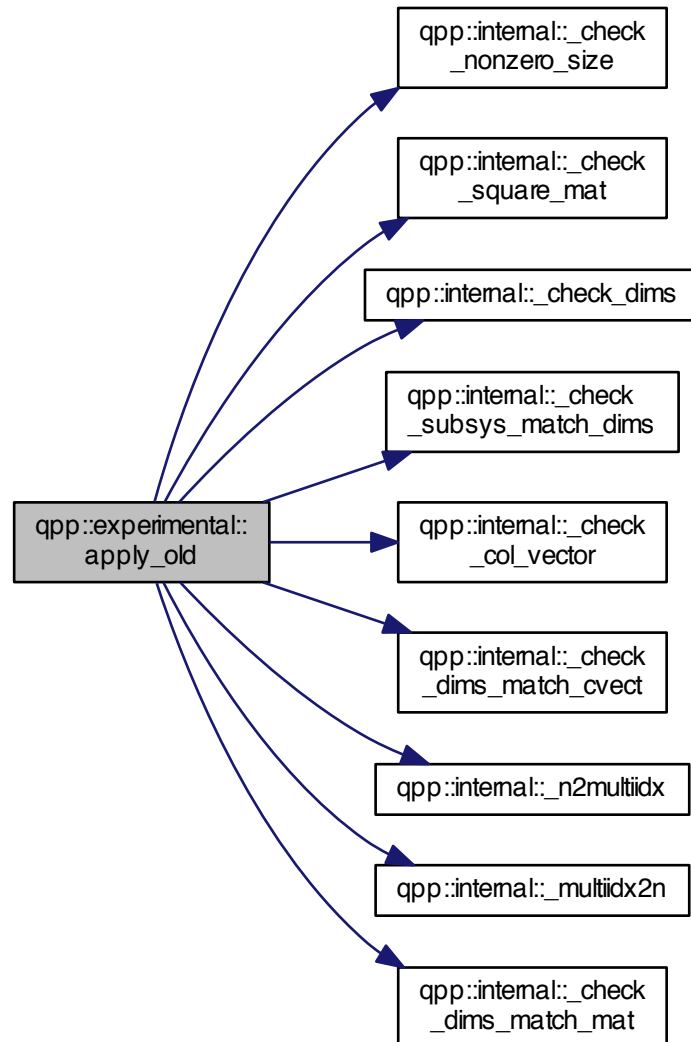 qpp::internal::_check
_nonzero_size
qpp::internal::_check
_square_mat
qpp::internal::_check_dims
qpp::internal::_check
_subsys_match_dims
qpp::experimental::
apply_old
qpp::internal::_check
_col_vector
qpp::internal::_check
_dims_match_cvect
qpp::internal::_n2multiidx
qpp::internal::_multiidx2n
qpp::internal::_check
_dims_match_mat